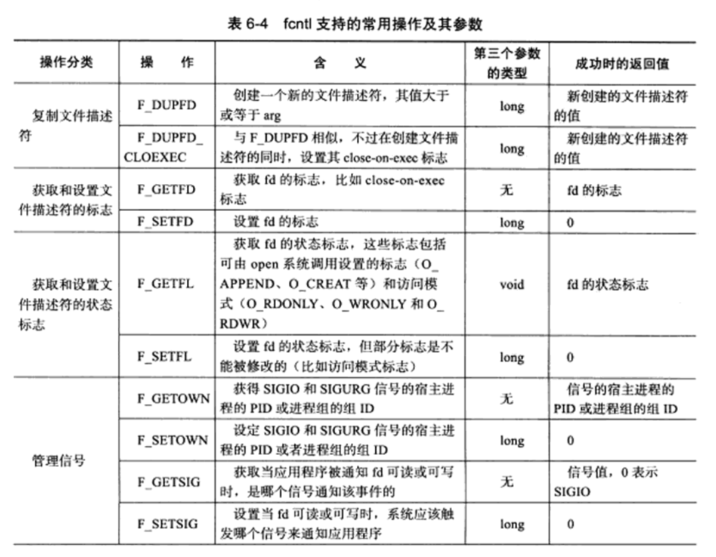 表 6-4 fcntl 支持的常用操作及其参数
操作分类 操 作 含 义 第三个参数 成功时的返回值
的类型
复制文件描述
符
F_DUPFD
创建一个新的文件描述符，其值大于
或等于 arg
long
新创建的文件描述符
的值
F_DUPFD_
CLOEXEC
与 F_DUPFD 相似，不过在创建文件描
述符的同时，设置其 close-on-exec 标志
long
新创建的文件描述符
的值
获取和设置文
件描述符的标志
F_GETFD
获取 fd 的标志，比如 close-on-exec
标志
无
fd 的标志
F_SETFD
设置 fd 的标志
long
0
获取和设置文
件描述符的状态
标志
F_GETFL
获取 fd 的状态标志，这些标志包括
可由 open 系统调用设置的标志（O_
APPEND、O_CREAT 等）和访问模
式（O_RDONLY、O_WRONLY 和 O_
RDWR）
void
fd 的状态标志
F_SETFL
设置 fd 的状态标志，但部分标志是不
能被修改的（比如访问模式标志）
long
0
管理信号
F_GETOWN
获得 SIGIO 和 SIGURG 信号的宿主进
程的 PID 或进程组的组 ID
无
信号的宿主进程的
PID 或进程组的组 ID
F_SETOWN
设定 SIGIO 和 SIGURG 信号的宿主进
程的 PID 或者进程组的组 ID
long
0
F_GETSIG
获取当应用程序被通知 fd 可读或可写
时，是哪个信号通知该事件的
无
信号值，0 表示
SIGIO
F_SETSIG
设置当 fd 可读或可写时，系统应该触
发哪个信号来通知应用程序
long
0